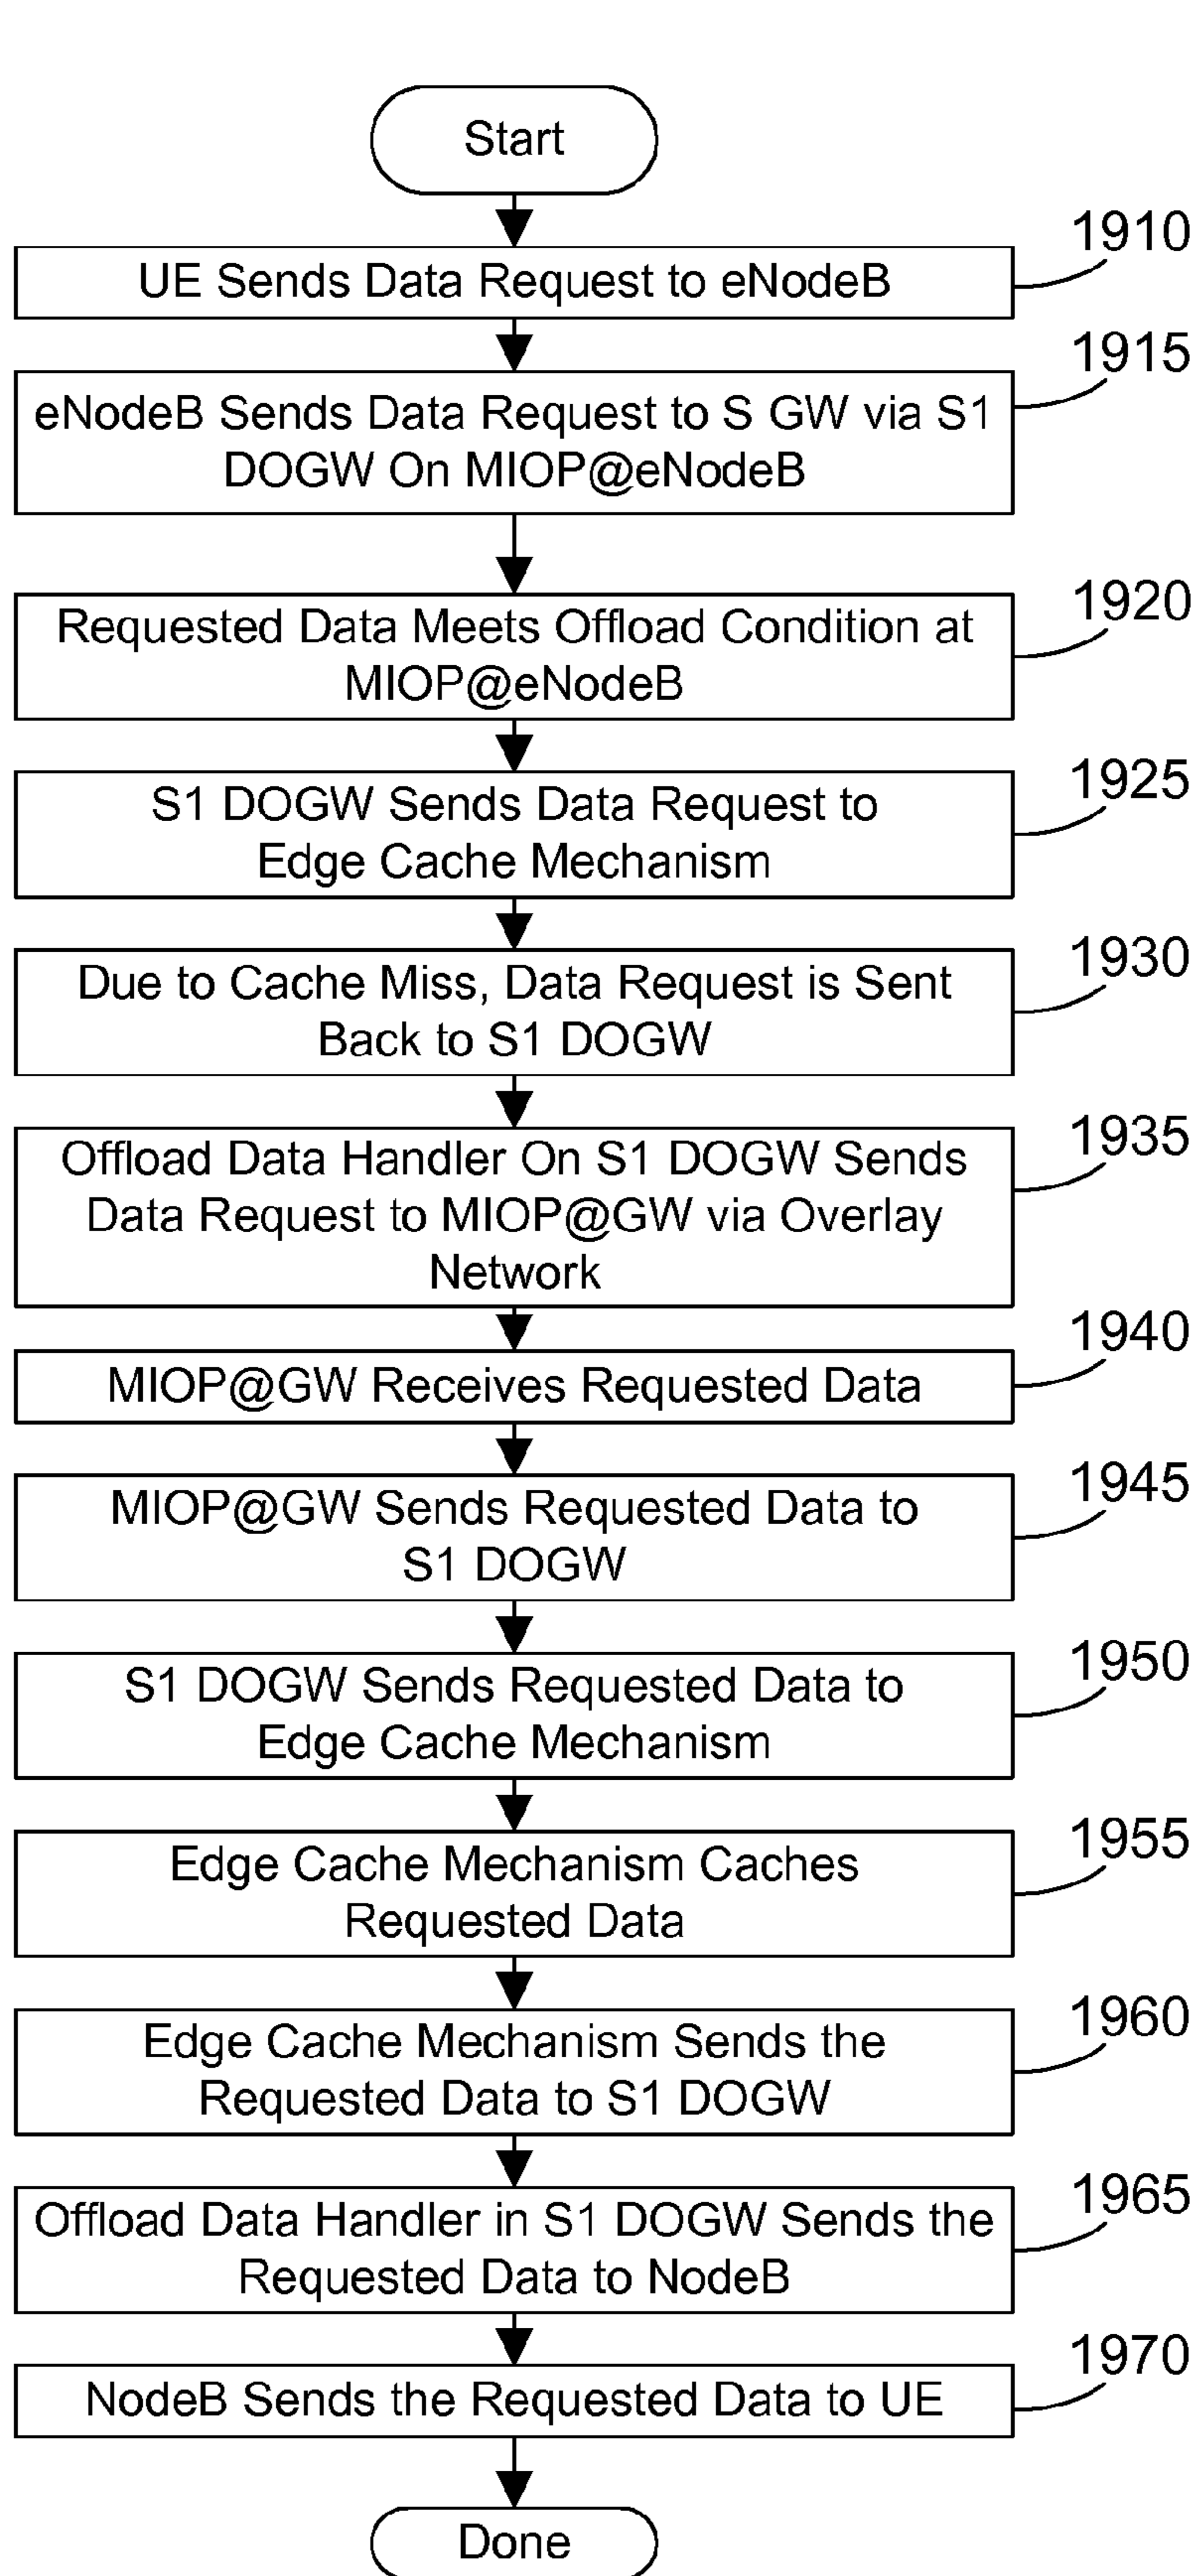 Start
1910
UE Sends Data Request to eNodeB
1915
eNodeB Sends Data Request to S GW via S1
DOGW On MIOP@eNodeB
1920
Requested Data Meets Offload Condition at
MIOP@eNodeB
1925
S1 DOGW Sends Data Request to
Edge Cache Mechanism
1930
Due to Cache Miss, Data Request is Sent
Back to S1 DOGW
1935
Offload Data Handler On S1 DOGW Sends
Data Request to MIOP@GW via Overlay
Network
1940
MIOP@GW Receives Requested Data
1945
MIOP@GW Sends Requested Data to
S1 DOGW
1950
S1 DOGW Sends Requested Data to
Edge Cache Mechanism
1955
Edge Cache Mechanism Caches
Requested Data
1960
Edge Cache Mechanism Sends the
Requested Data to S1 DOGW
1965
Offload Data Handler in S1 DOGW Sends the
Requested Data to NodeB
1970
NodeB Sends the Requested Data to UE
Done